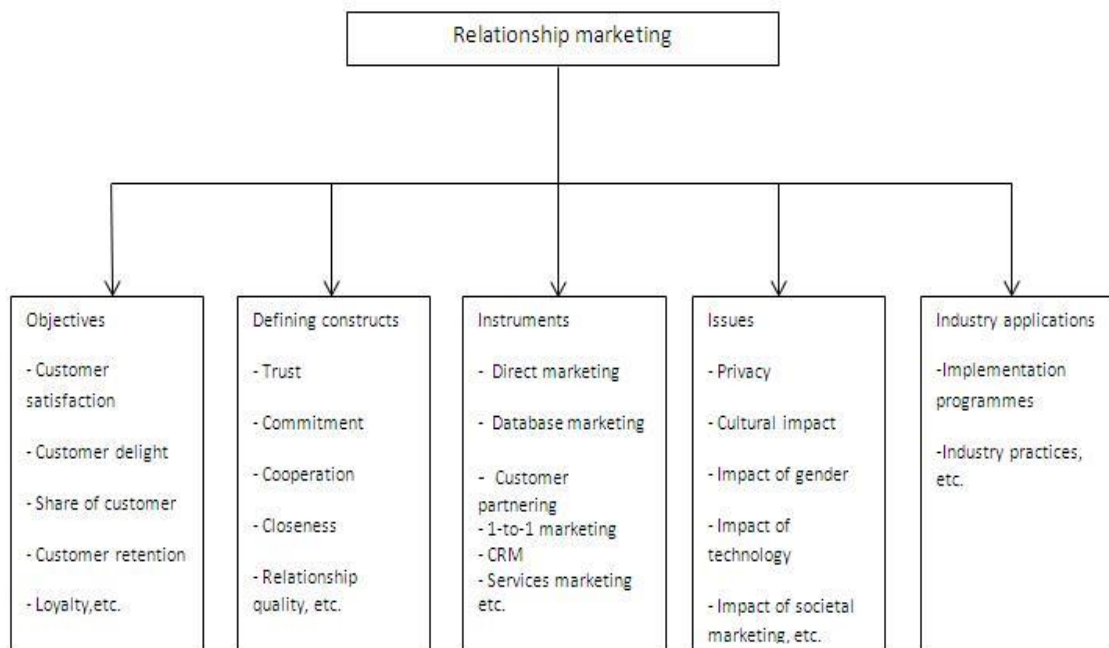 Relationship marketing
Objectives
- Customer
satisfaction
- Customer delight
- Share of customer
- Customer retention
- Loyalty,etc.
Defining constructs
- Trust
- Commitment
- Cooperation
- Closeness
- Relationship
quality, etc.
Instruments
- Direct marketing
- Database marketing
- Customer
partnering
- 1-to-1 marketing
- CRM
- Services marketing
etc.
Issues
- Privacy
- Cultural impact
- Impact of gender
- Impact of
technology
- Impact of societal
marketing, etc.
Industry applications
-Implementation
programmes
-Industry practices,
etc.